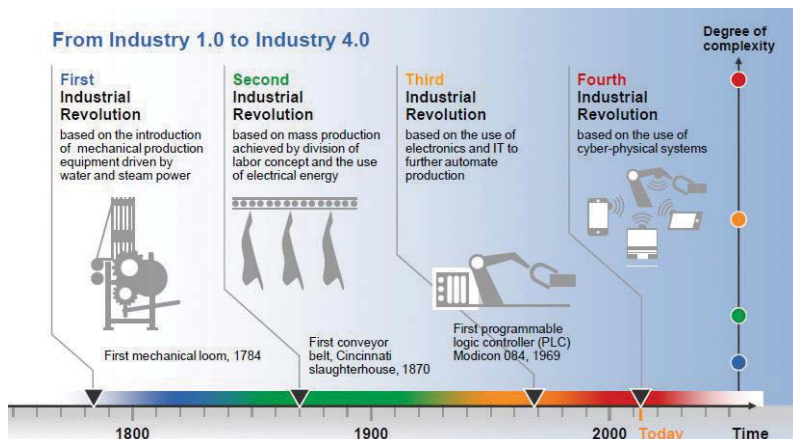 From Industry 1.0 to Industry 4.0
Degree of
complexity
First
Industrial
Revolution
based on the introduction
of mechanical production
equipment driven by
water and steam power
First mechanical loom, 1784
Second
Industrial
Revolution
based on mass production
achieved by division of
labor concept and the use
of electrical energy
First conveyor
belt, Cincinnati
slaughterhouse, 1870
Third
Industrial
Revolution
based on the use of
electronics and IT to
further automate
production
First programmable
logic controller (PLC)
Modicon 084, 1969
Fourth
Industrial
Revolution
based on the use of
cyber-physical systems
1800
1900
2000
Today
Time